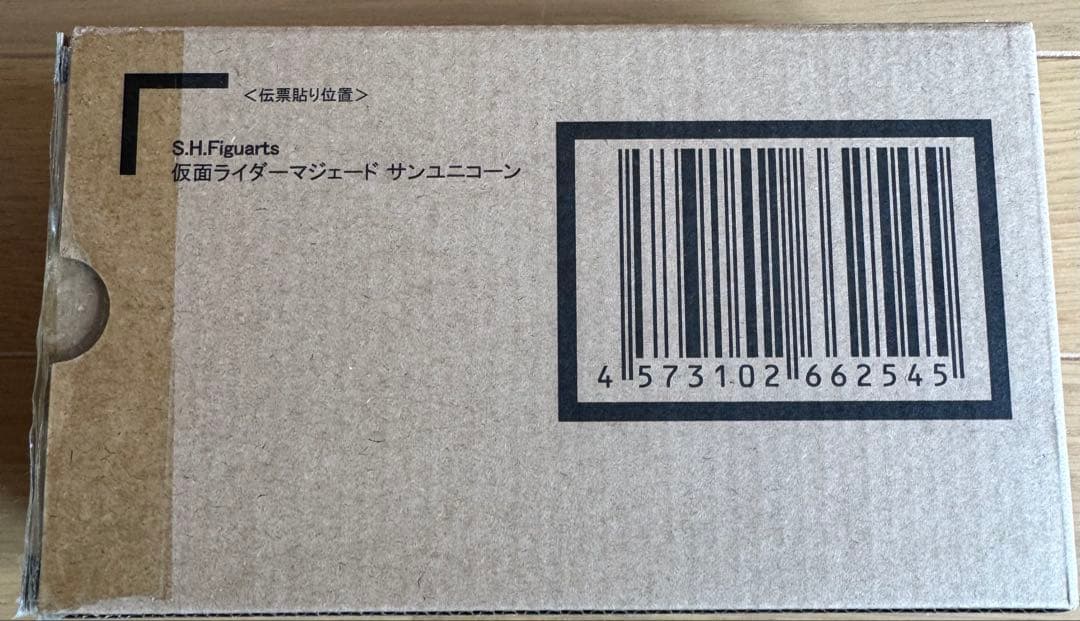 ＜伝票貼り位置＞
S.H.Figuarts
仮面ライダーマジェード サンユニコーン
4 573102 662545